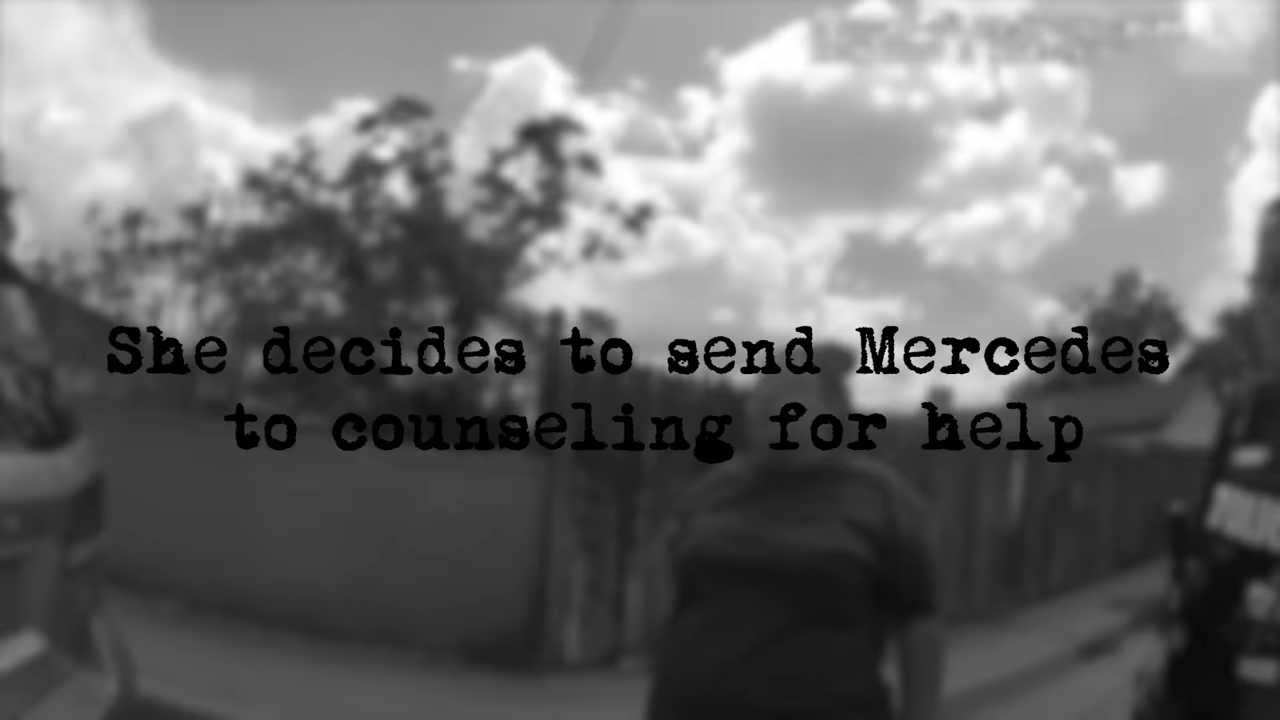 She decides to send Mercedes
to counseling for help